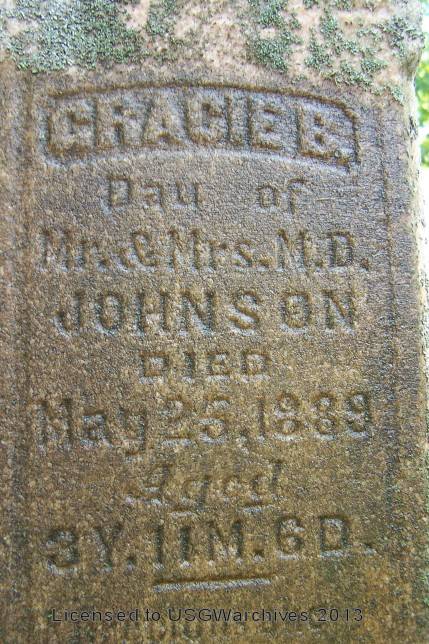 GRACIE B.
Dau of
Mr. & Mrs. M.D.
JOHNSON
DIED
May 25, 1889
Aged
3Y. 11M. 6D.
Licensed to USGWarchives 2013